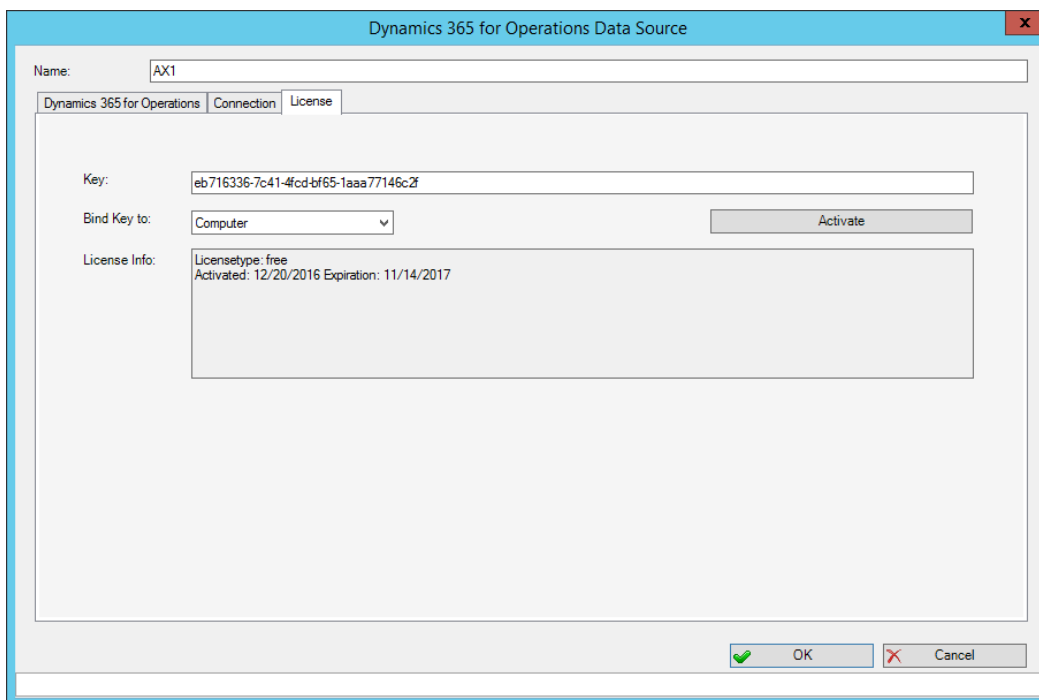 Dynamics 365 for Operations Data Source
x
Name: AX1
Dynamics 365 for Operations Connection License
Key: eb716336-7c41-4fcd-bf65-1aaa77146c2f
Bind Key to: Computer Activate
License Info: Licensetype: free
Activated: 12/20/2016 Expiration: 11/14/2017
OK Cancel